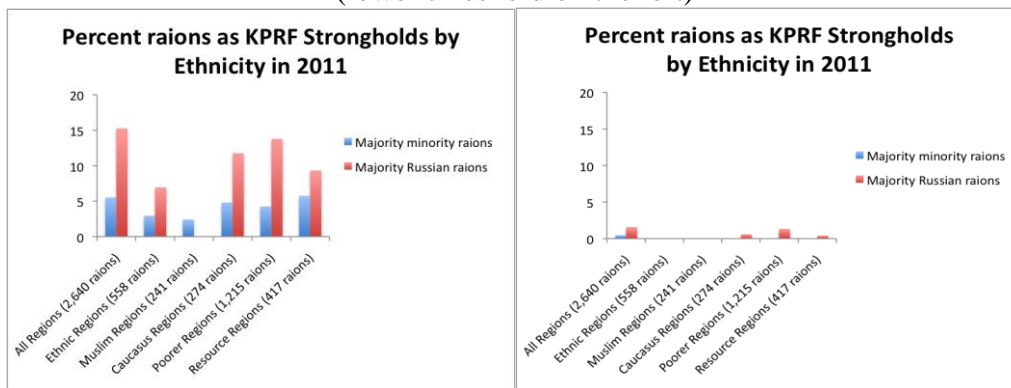 Percent raions as KPRF Strongholds by
Ethnicity in 2011
20
15
10
5
0
Majority minority raions
Majority Russian raions
All Regions (2,640 raions)
Ethnic Regions (558 raions)
Muslim Regions (241 raions)
Caucasus Regions (274 raions)
Poorer Regions (1,215 raions)
Resource Regions (417 raions)
Percent raions as KPRF Strongholds
by Ethnicity in 2011
20
15
10
5
0
Majority minority raions
Majority Russian raions
All Regions (2,640 raions)
Ethnic Regions (558 raions)
Muslim Regions (241 raions)
Caucasus Regions (274 raions)
Poorer Regions (1,215 raions)
Resource Regions (417 raions)